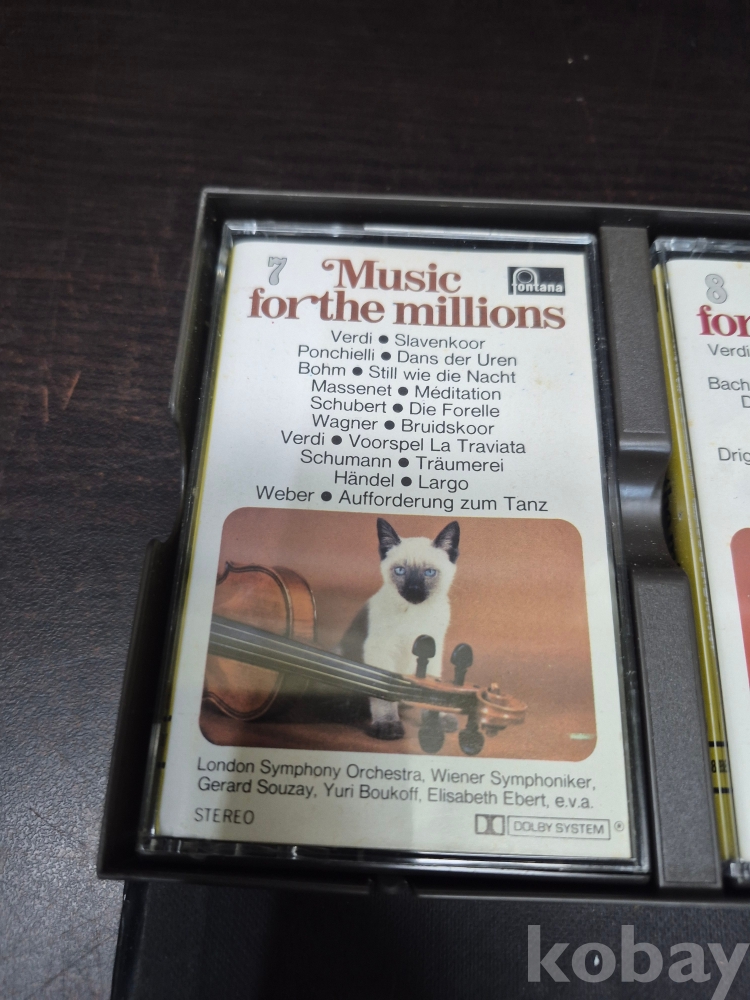 7 Music
for the millions
fontana
Verdi ● Slavenkoor
Ponchielli ● Dans der Uren
Bohm ● Still wie die Nacht
Massenet ● Méditation
Schubert ● Die Forelle
Wagner ● Bruidskoor
Verdi ● Voorspel La Traviata
Schumann ● Träumerei
Händel ● Largo
Weber ● Aufforderung zum Tanz
London Symphony Orchestra, Wiener Symphoniker,
Gerard Souzay, Yuri Boukoff, Elisabeth Ebert, e.v.a.
STEREO
DOLBY SYSTEM ®
8
for
Verdi
Bach
D
Drig
kobay